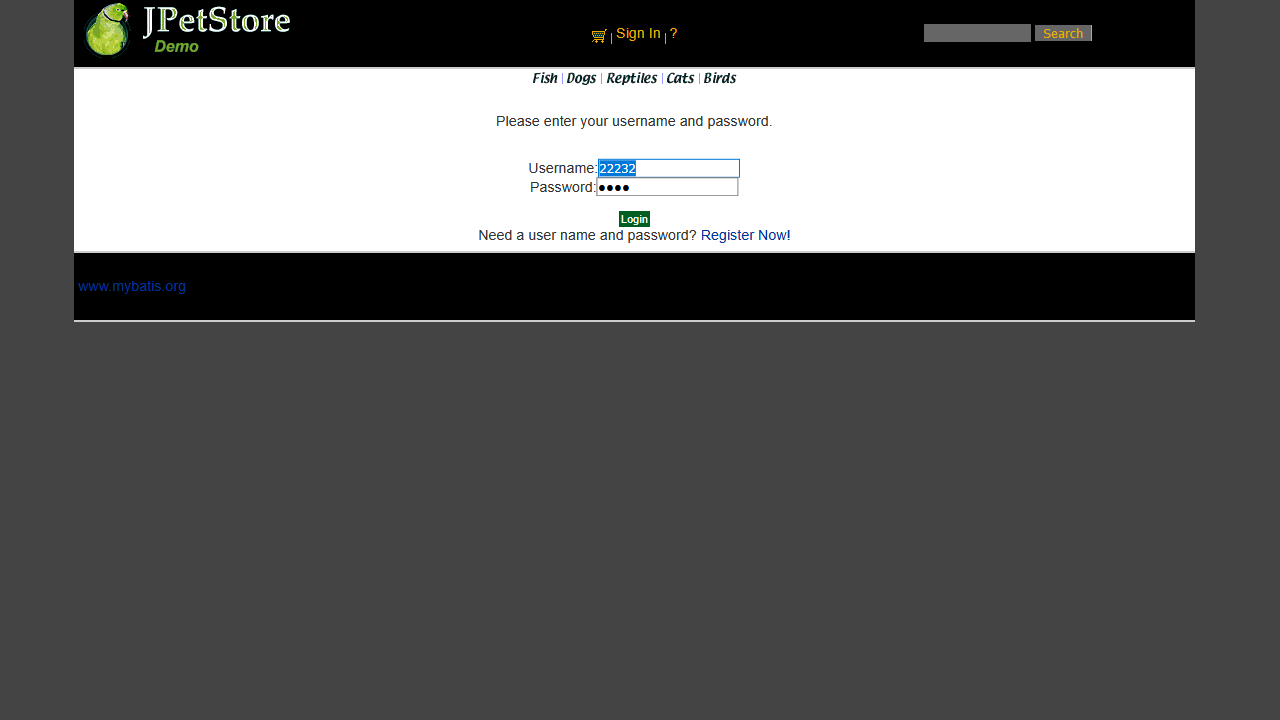 JPetStore
Demo
Sign In | ?
Search
Fish | Dogs | Reptiles | Cats | Birds
Please enter your username and password.
Username:22232
Password:●●●●
Login
Need a user name and password? Register Now!
www.mybatis.org